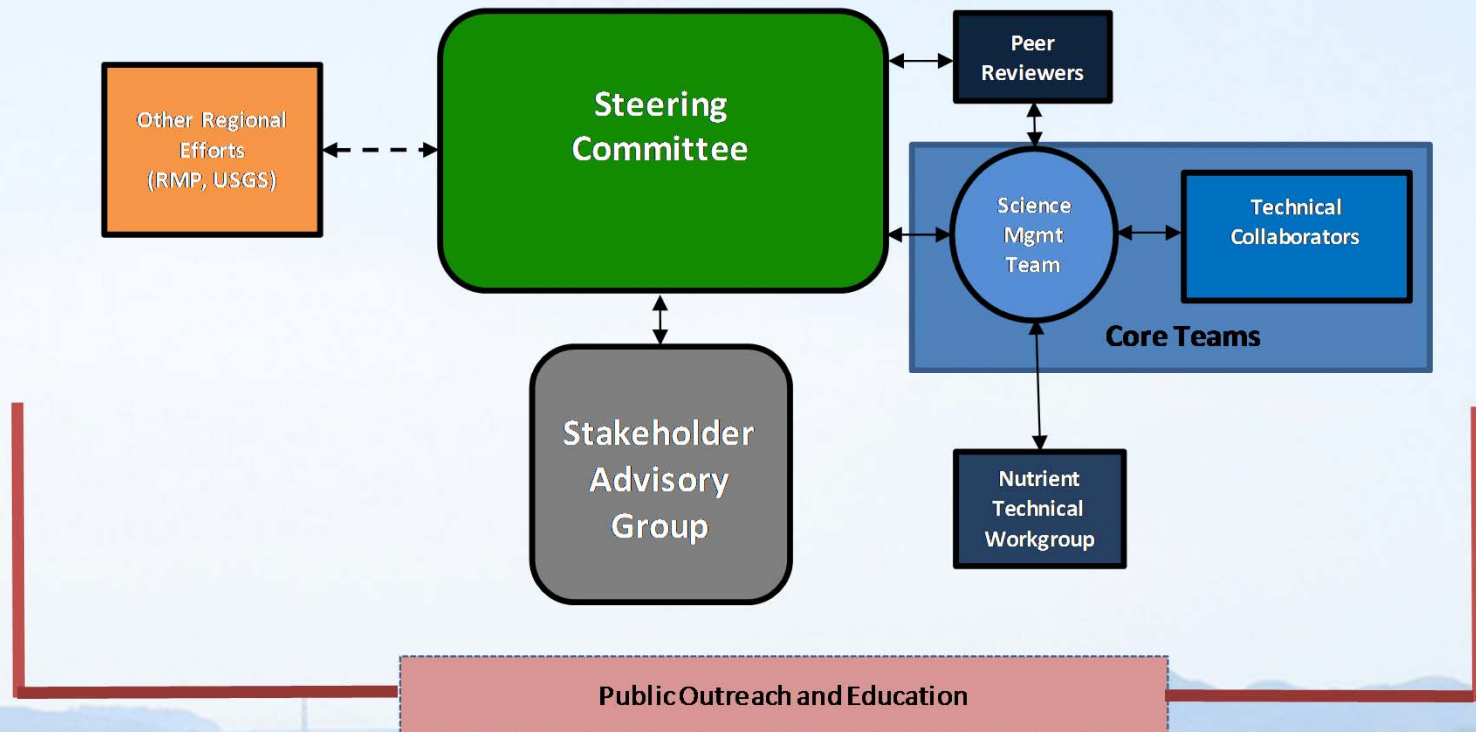 Peer
Reviewers
Steering
Committee
Other Regional
Efforts
(RMP, USGS)
Science
Mgmt
Team
Technical
Collaborators
Core Teams
Stakeholder
Advisory
Group
Nutrient
Technical
Workgroup
Public Outreach and Education